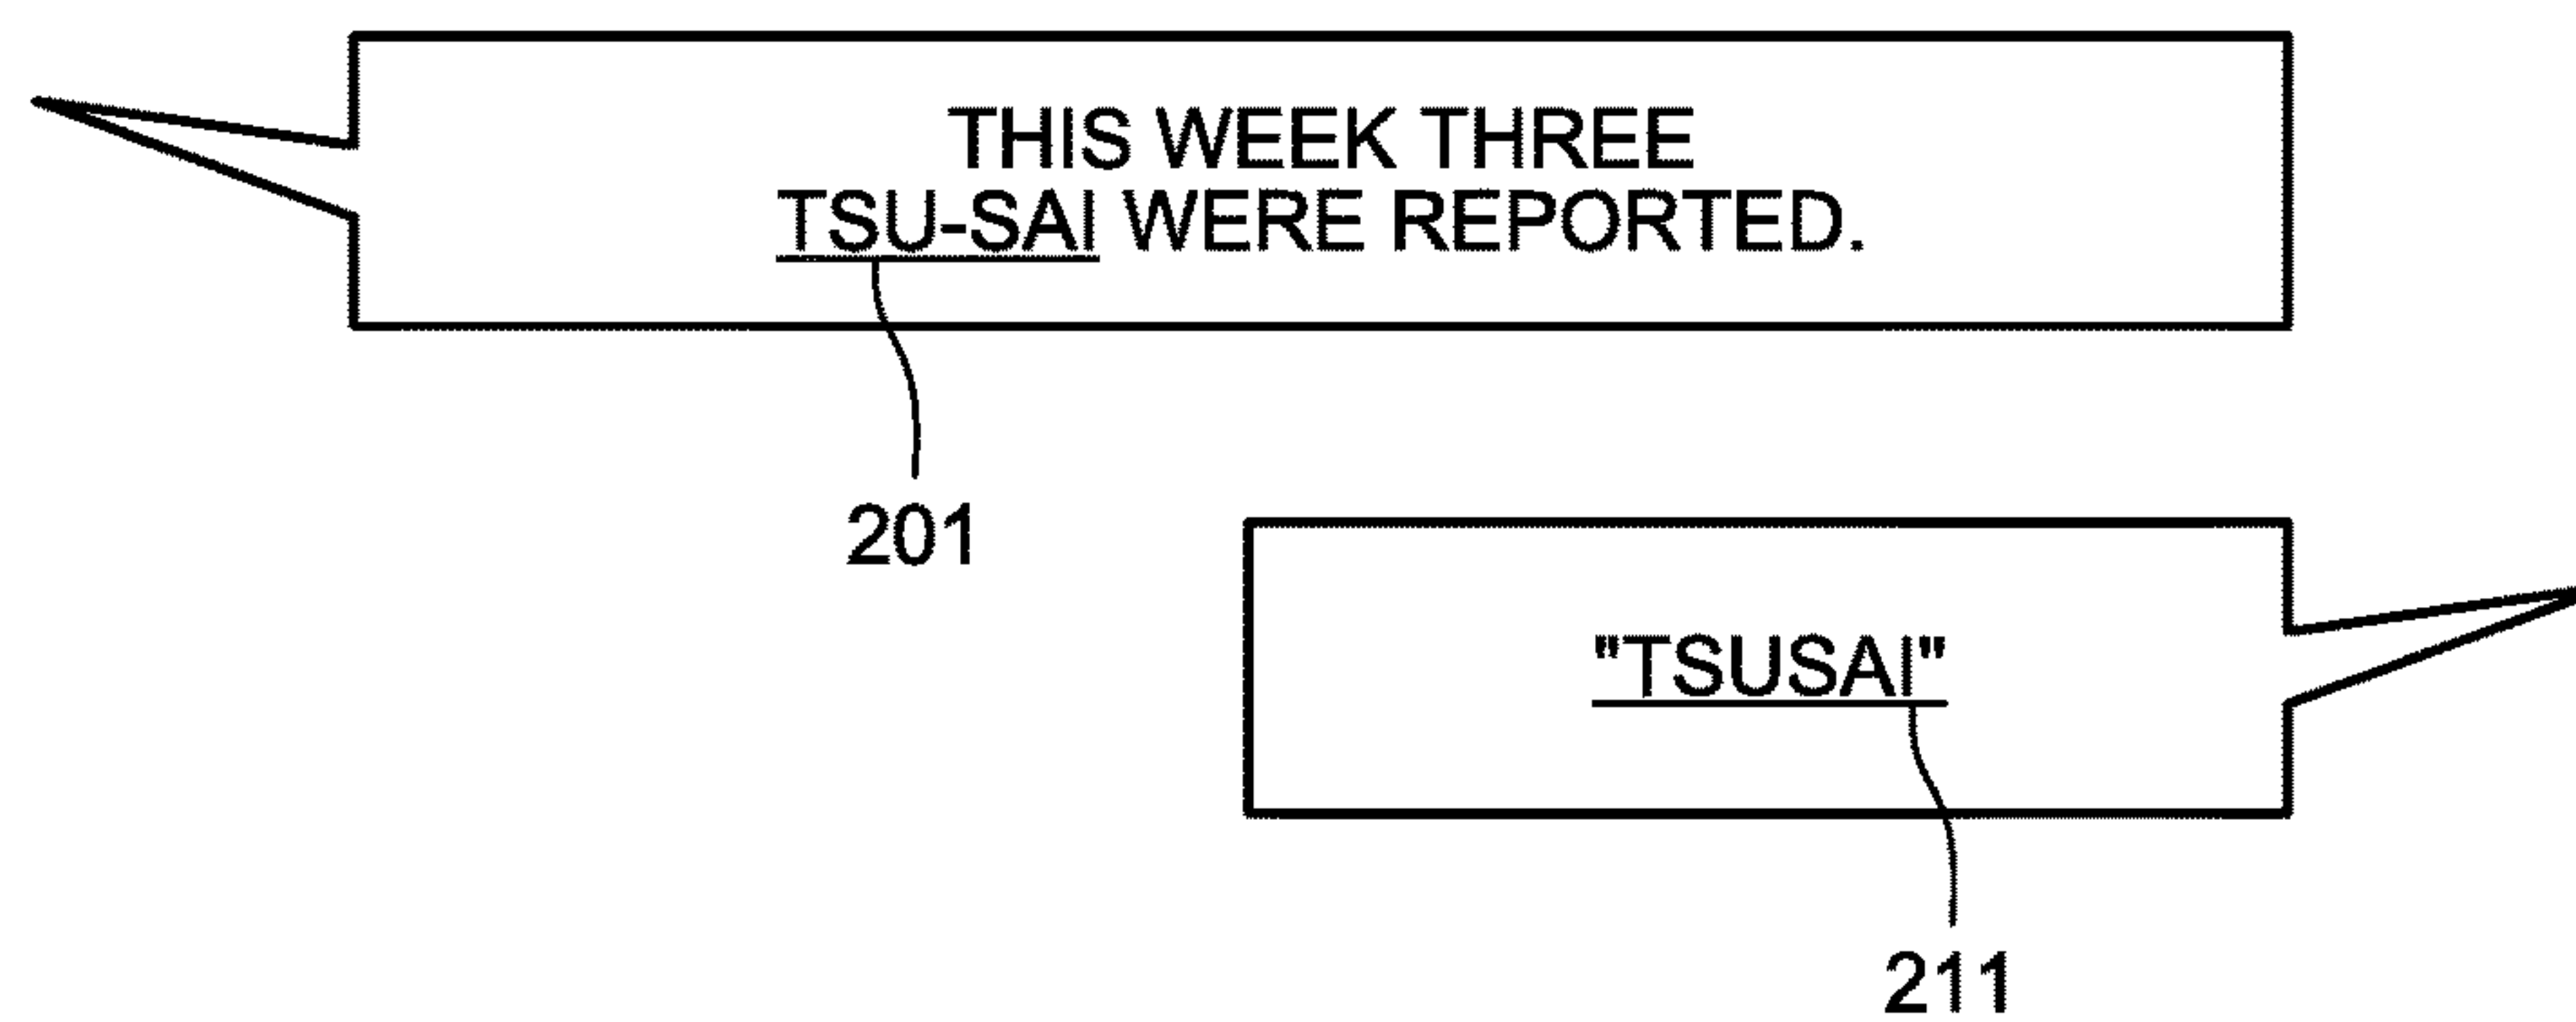 THIS WEEK THREE
TSU-SAI WERE REPORTED.
201
"TSUSAI"
211